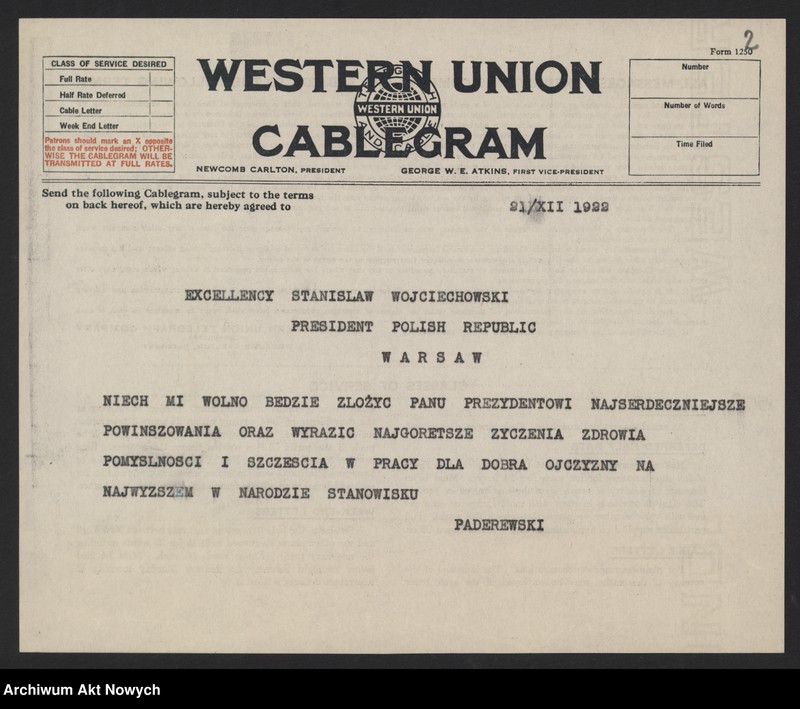 2
Form 1250
CLASS OF SERVICE DESIRED
Full Rate
Half Rate Deferred
Cable Letter
Week End Letter
Patrons should mark an X opposite
the class of service desired; OTHER-
WISE THE CABLEGRAM WILL BE
TRANSMITTED AT FULL RATES.
WESTERN UNION
WESTERN UNION
CABLEGRAM
NEWCOMB CARLTON, PRESIDENT GEORGE W. E. ATKINS, FIRST VICE-PRESIDENT
Number
Number of Words
Time Filed
Send the following Cablegram, subject to the terms
on back hereof, which are hereby agreed to
21/XII 1922
EXCELLENCY STANISLAW WOJCIECHOWSKI
PRESIDENT POLISH REPUBLIC
WARSAW
NIECH MI WOLNO BEDZIE ZLOŻYC PANU PREZYDENTOWI NAJSERDECZNIEJSZE
POWINSZOWANIA ORAZ WYRAZIC NAJGORETSZE ZYCZENIA ZDROWIA
POMYSLNOSCI I SZCZESCIA W PRACY DLA DOBRA OJCZYZNY NA
NAJWYZSZEM W NARODZIE STANOWISKU
PADEREWSKI
Archiwum Akt Nowych